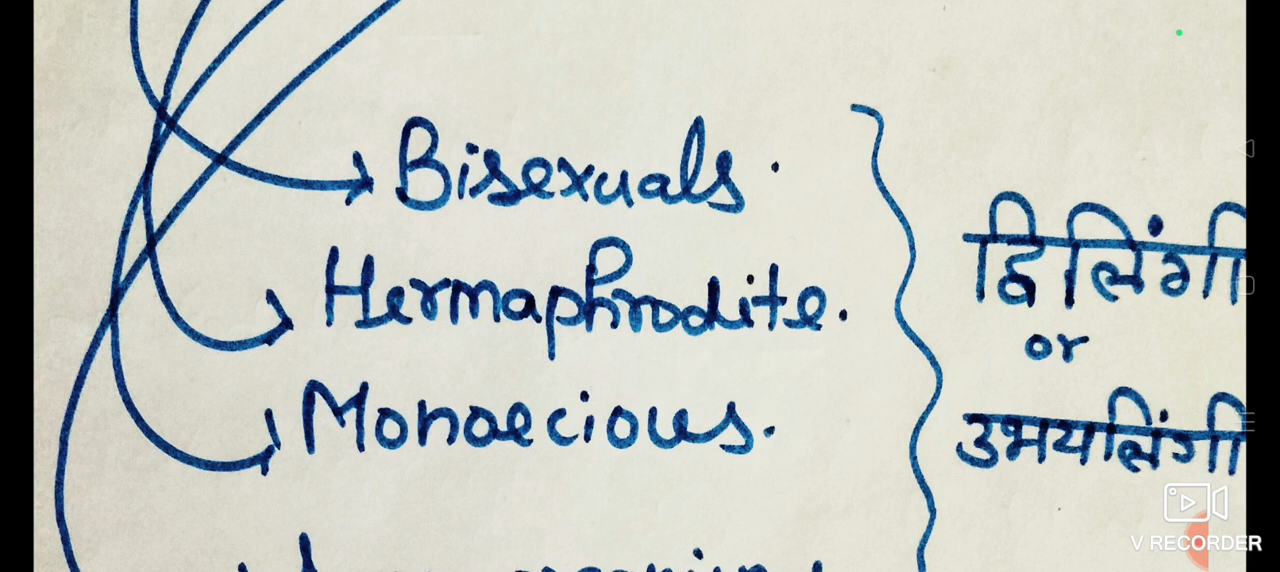 Bisexuals.
Hermaphrodite.
Monoecious.
द्विलिंगी
or
उभयलिंगी
V RECORDER